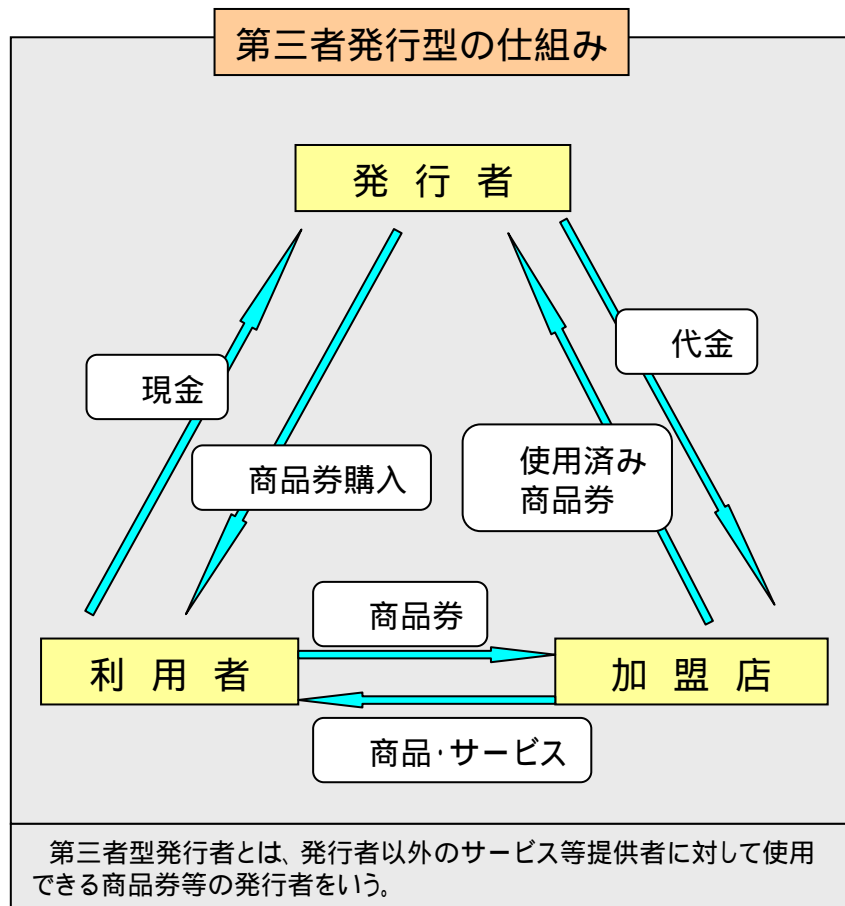 第三者発行型の仕組み
発 行 者
現金
商品券購入
代金
使用済み
商品券
商品券
利 用 者
加 盟 店
商品・サービス
第三者型発行者とは、発行者以外のサービス等提供者に対して使用
できる商品券等の発行者をいう。